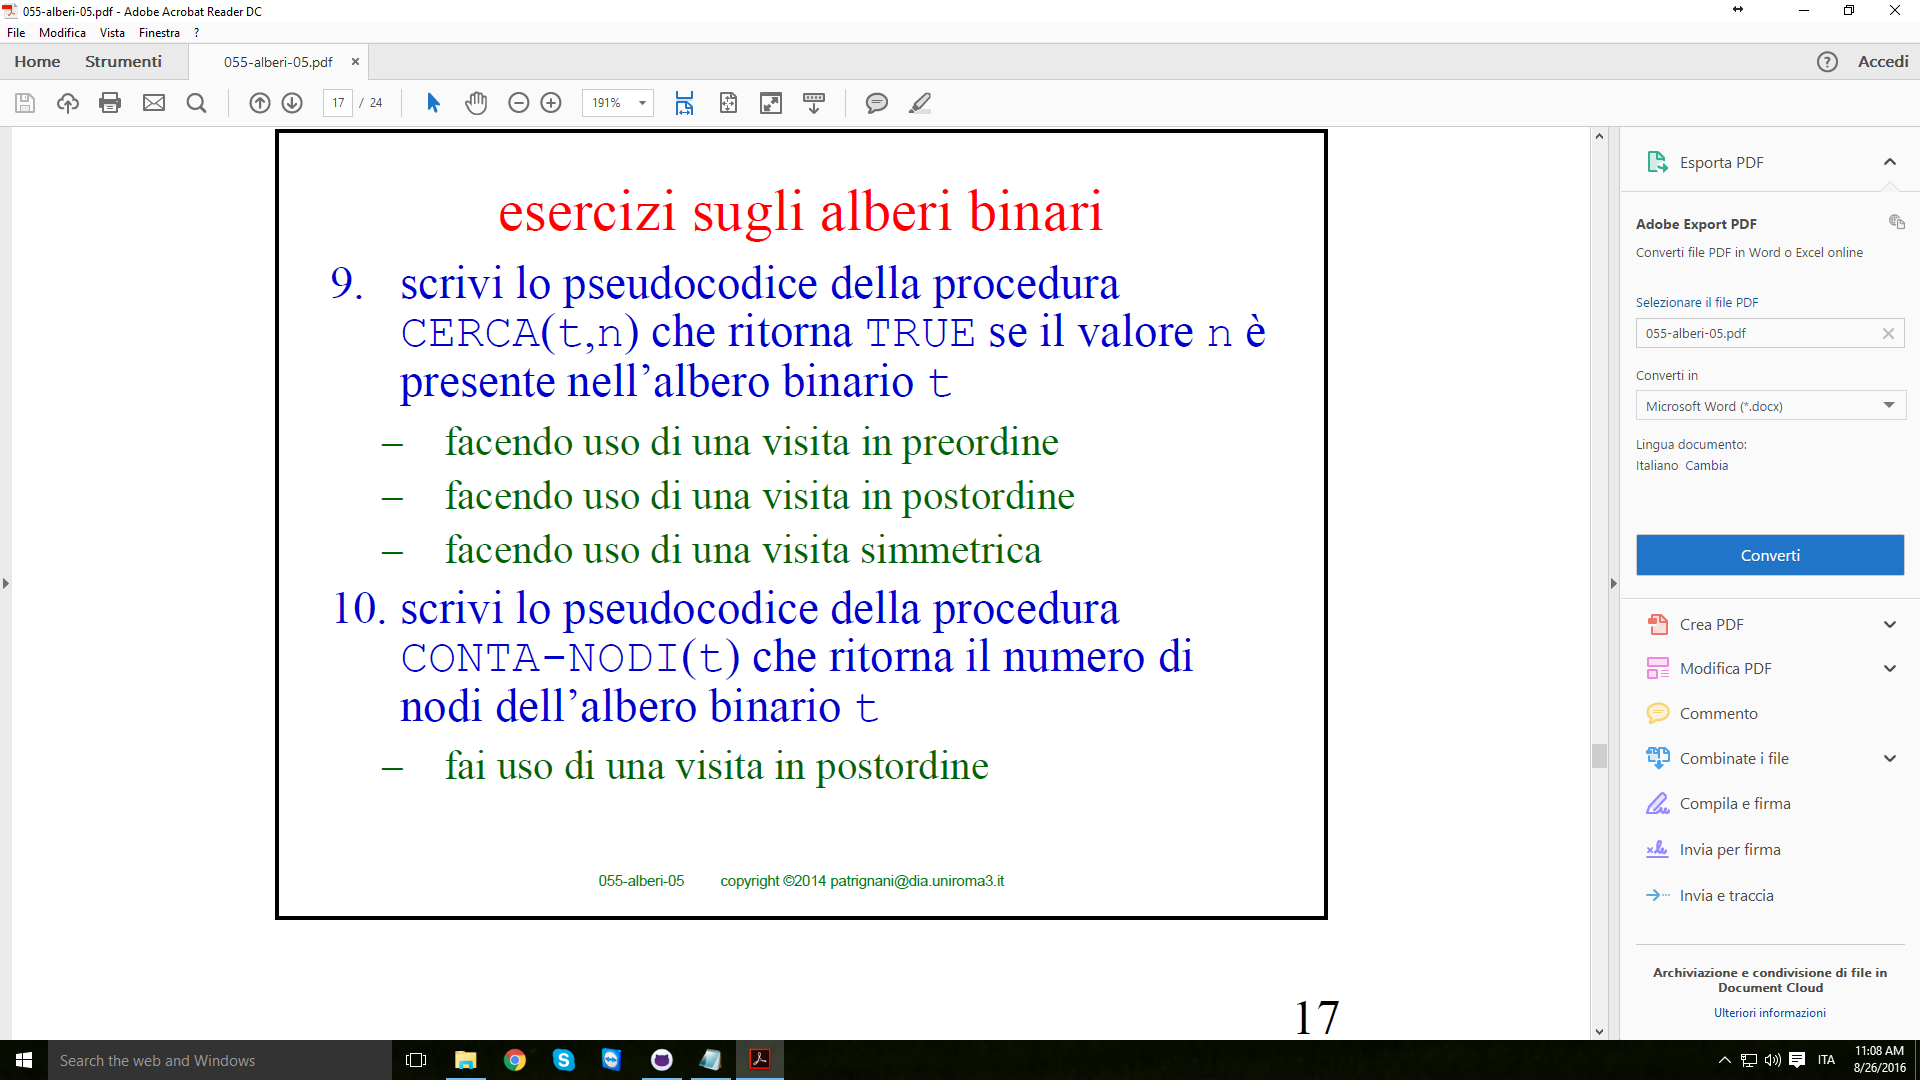 055-alberi-05.pdf - Adobe Acrobat Reader DC
File Modifica Vista Finestra ?
Home Strumenti 055-alberi-05.pdf × ? Accedi
17 / 24 191%
esercizi sugli alberi binari
9. scrivi lo pseudocodice della procedura
CERCA(t,n) che ritorna TRUE se il valore n è
presente nell’albero binario t
– facendo uso di una visita in preordine
– facendo uso di una visita in postordine
– facendo uso di una visita simmetrica
10. scrivi lo pseudocodice della procedura
CONTA-NODI(t) che ritorna il numero di
nodi dell’albero binario t
– fai uso di una visita in postordine
055-alberi-05 copyright ©2014 patrignani@dia.uniroma3.it
17
Esporta PDF
Adobe Export PDF
Converti file PDF in Word o Excel online
Selezionare il file PDF
055-alberi-05.pdf
Converti in
Microsoft Word (*.docx)
Lingua documento:
Italiano Cambia
Converti
Crea PDF
Modifica PDF
Commento
Combinate i file
Compila e firma
Invia per firma
Invia e traccia
Archiviazione e condivisione di file in
Document Cloud
Ulteriori informazioni
Search the web and Windows
ITA
11:08 AM
8/26/2016